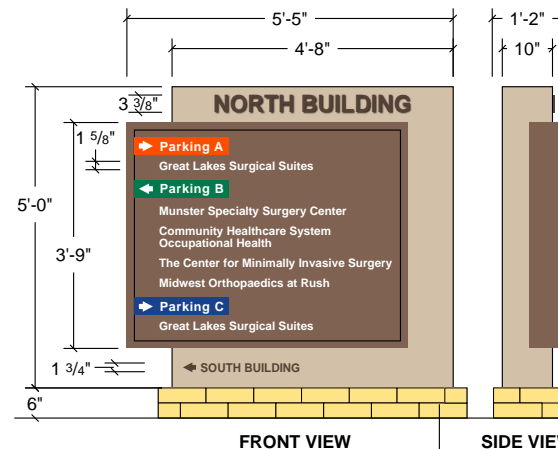 5'-5"
1'-2"
4'-8"
10"
3 3/8"
NORTH BUILDING
1 5/8"
Parking A
Great Lakes Surgical Suites
Parking B
5'-0"
Munster Specialty Surgery Center
Community Healthcare System
Occupational Health
3'-9"
The Center for Minimally Invasive Surgery
Midwest Orthopaedics at Rush
Parking C
Great Lakes Surgical Suites
1 3/4"
SOUTH BUILDING
6"
FRONT VIEW
SIDE VIEW